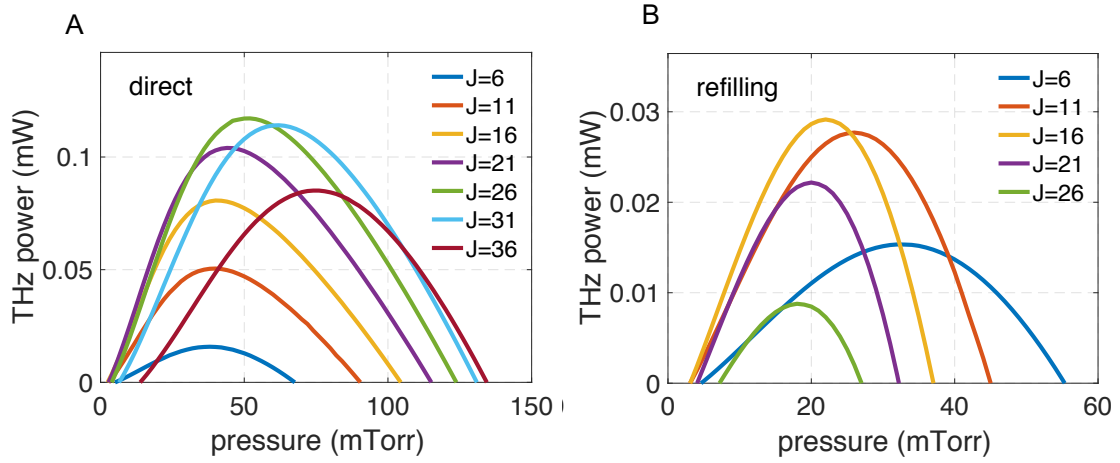 A
direct
J=6
J=11
J=16
J=21
J=26
J=31
J=36
0.1
0.05
0
0
50
100
150
THz power (mW)
pressure (mTorr)
B
refilling
J=6
J=11
J=16
J=21
J=26
0.03
0.02
0.01
0
0
20
40
60
THz power (mW)
pressure (mTorr)